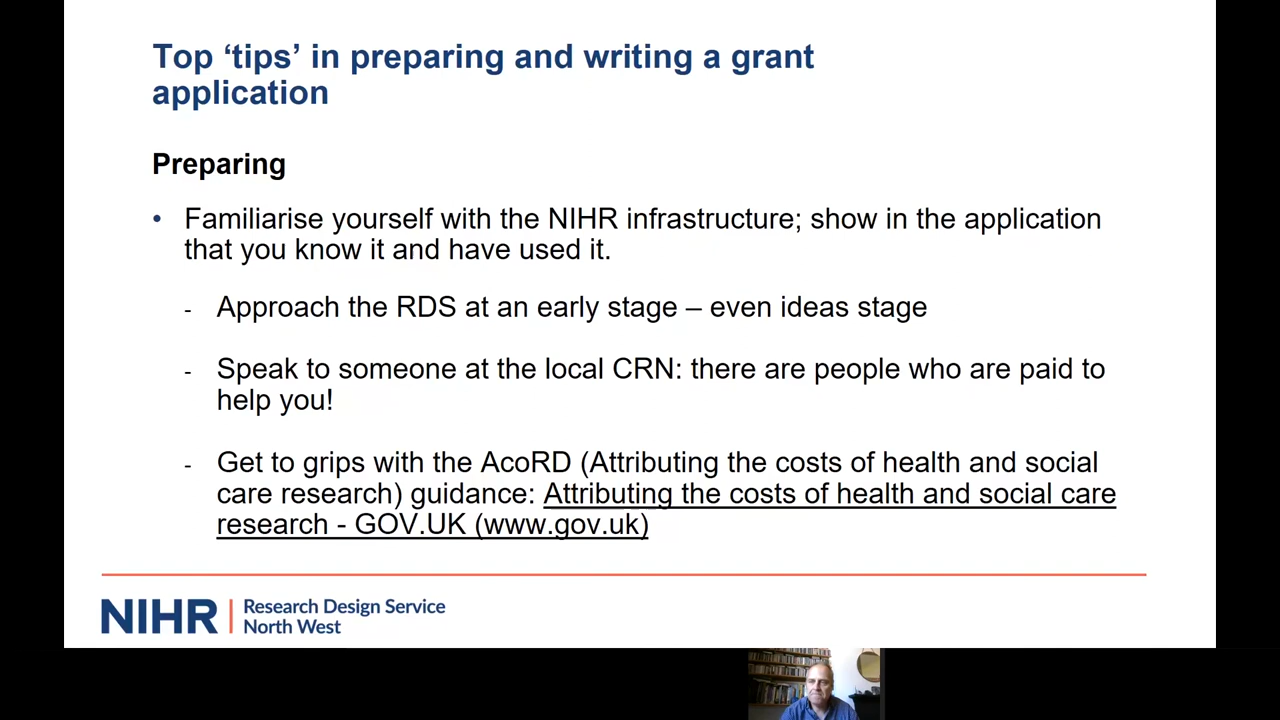 Top ‘tips’ in preparing and writing a grant
application
Preparing
• Familiarise yourself with the NIHR infrastructure; show in the application
that you know it and have used it.
- Approach the RDS at an early stage – even ideas stage
- Speak to someone at the local CRN: there are people who are paid to
help you!
- Get to grips with the AcoRD (Attributing the costs of health and social
care research) guidance: Attributing the costs of health and social care
research - GOV.UK (www.gov.uk)
NIHR | Research Design Service
North West